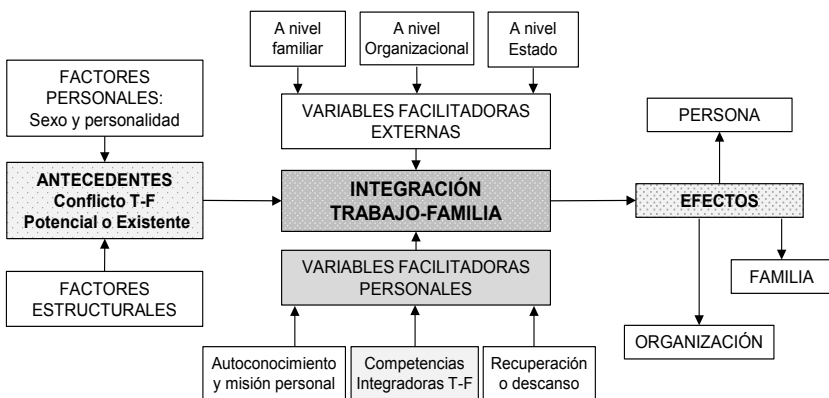 A nivel
familiar
A nivel
Organizacional
A nivel
Estado
FACTORES
PERSONALES:
Sexo y personalidad
VARIABLES FACILITADORAS
EXTERNAS
PERSONA
ANTECEDENTES
Conflicto T-F
Potencial o Existente
INTEGRACIÓN
TRABAJO-FAMILIA
EFECTOS
FACTORES
ESTRUCTURALES
VARIABLES FACILITADORAS
PERSONALES
FAMILIA
ORGANIZACIÓN
Autoconocimiento
y misión personal
Competencias
Integradoras T-F
Recuperación
o descanso